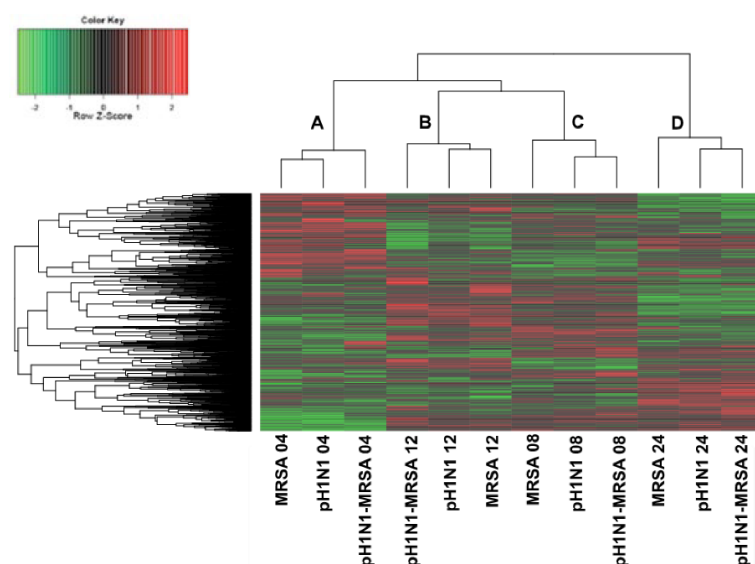 Color Key
-2 -1 0 1 2
Row Z-Score
A B C D
MRSA 04
pH1N1 04
pH1N1-MRSA 04
pH1N1-MRSA 12
pH1N1 12
MRSA 12
MRSA 08
pH1N1 08
pH1N1-MRSA 08
MRSA 24
pH1N1 24
pH1N1-MRSA 24